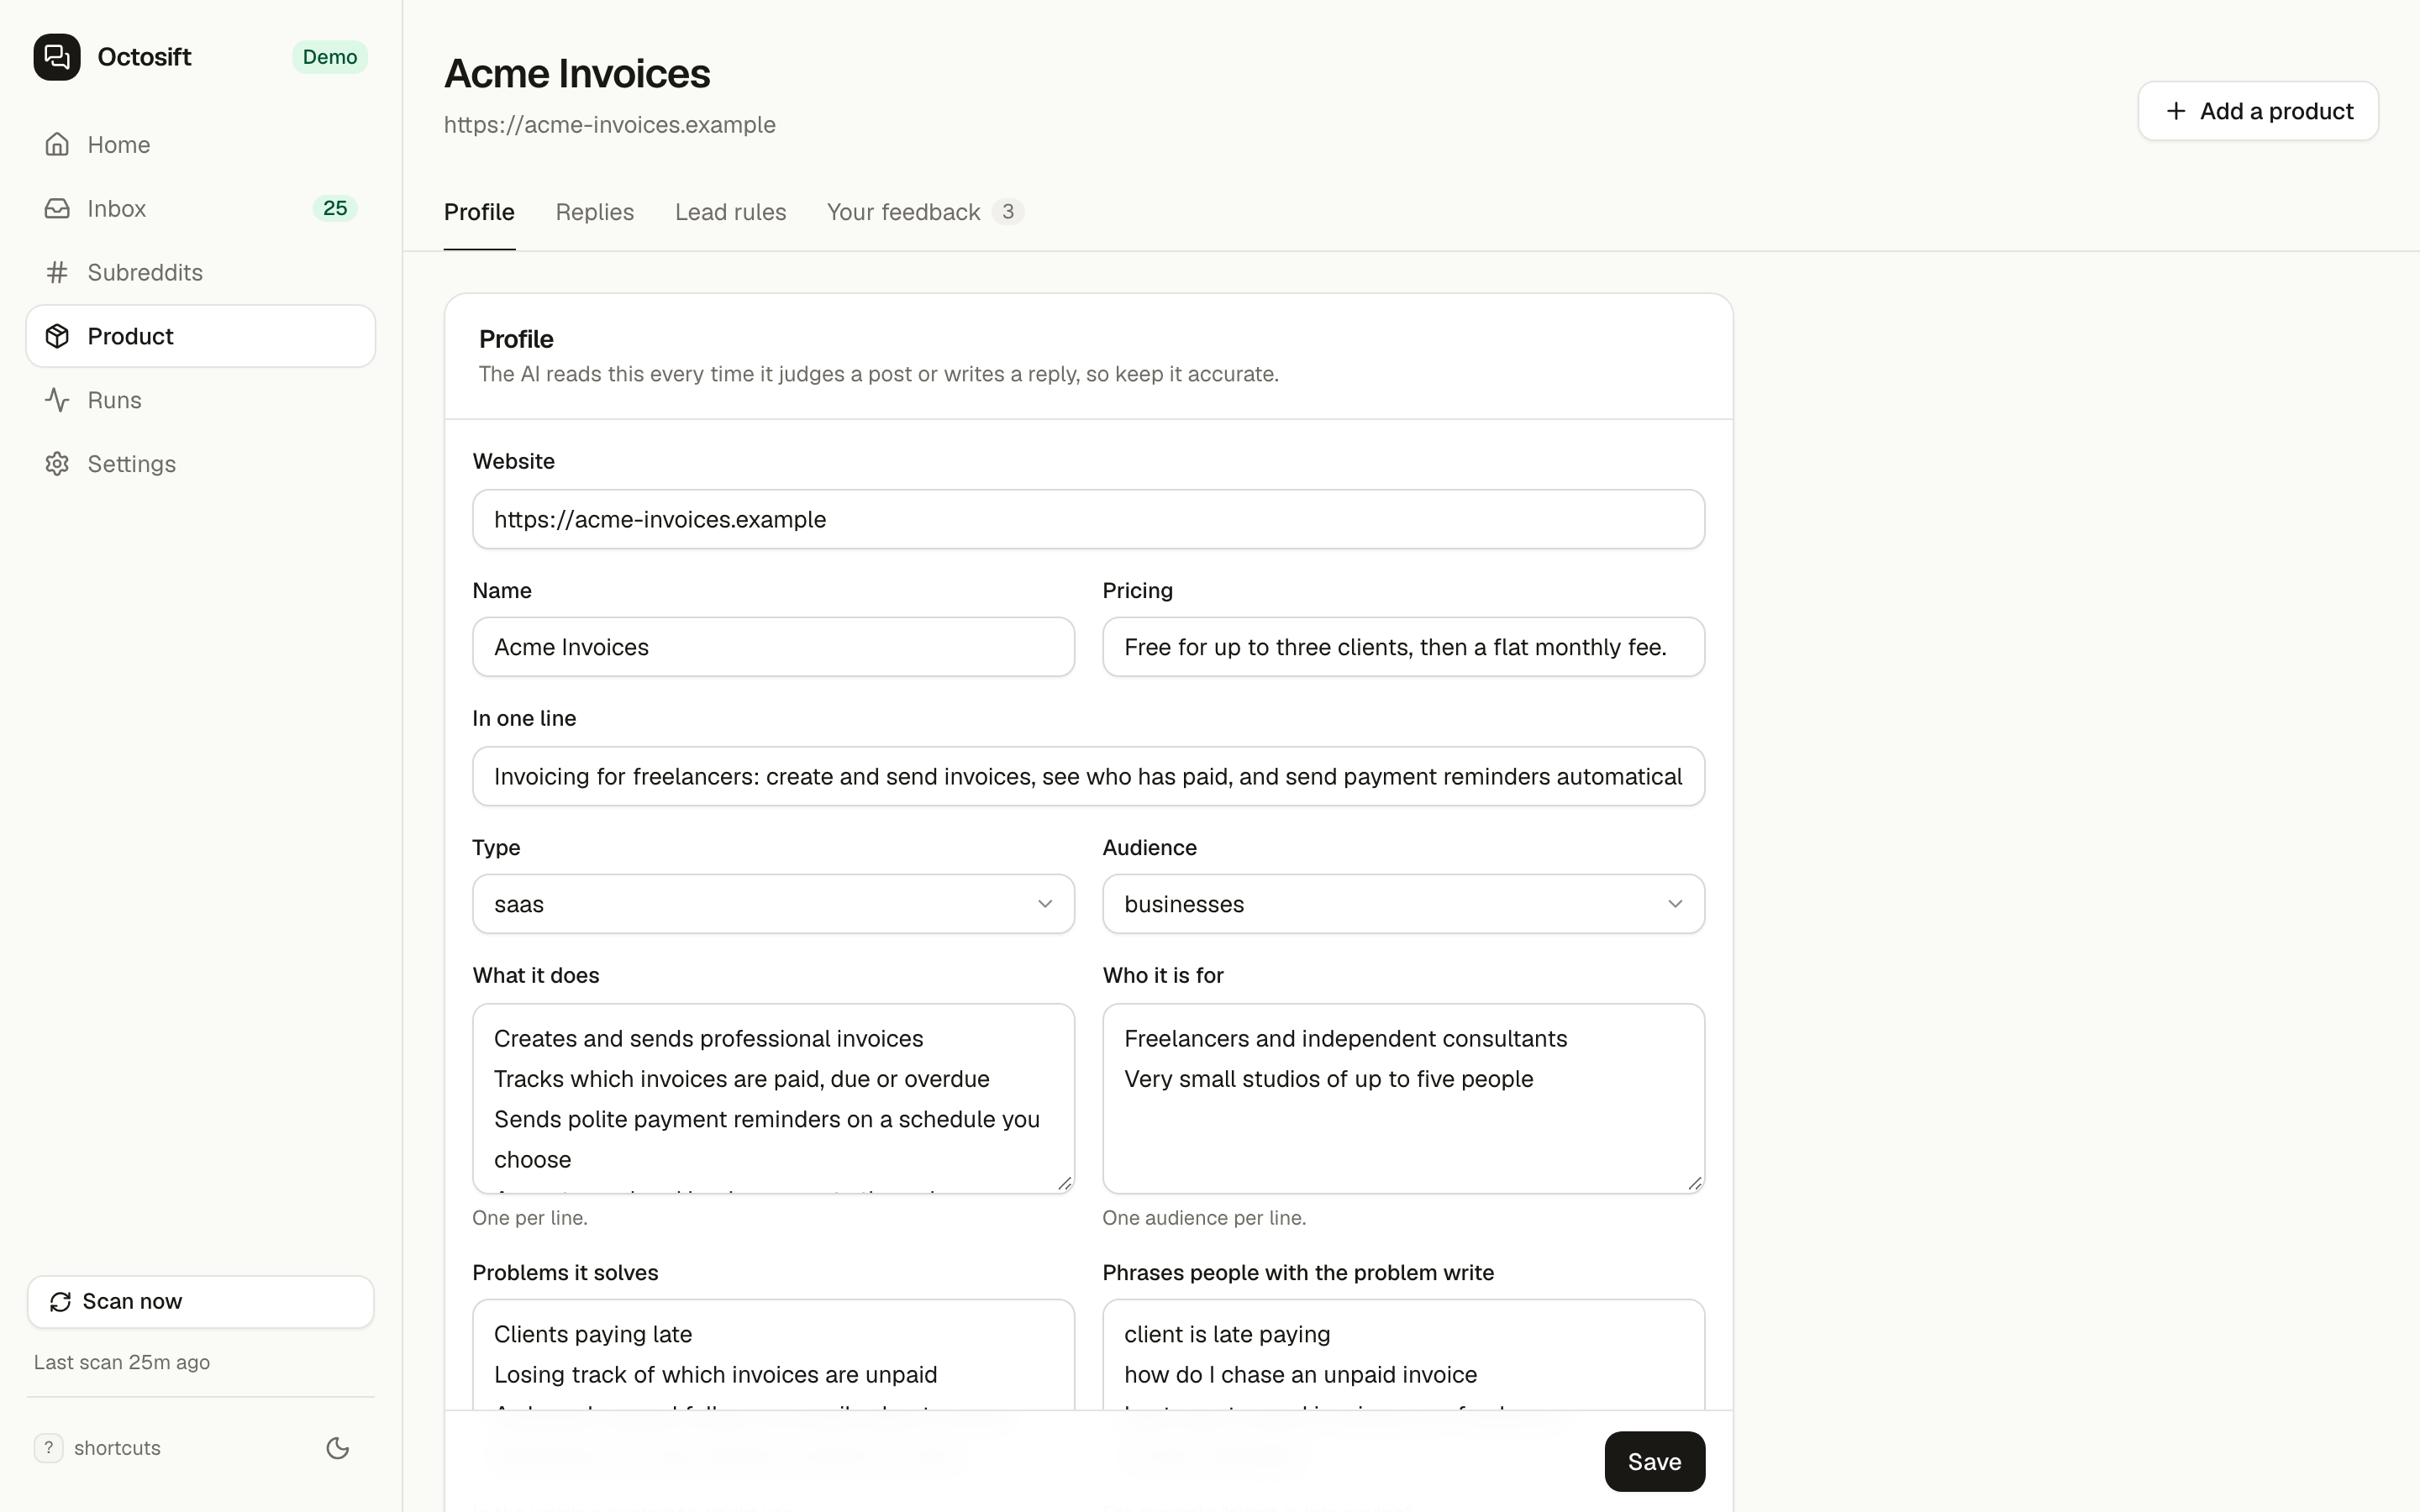 Octosift
Demo
Home
Inbox
25
Subreddits
Product
Runs
Settings
Scan now
Last scan 25m ago
? shortcuts
Acme Invoices
https://acme-invoices.example
Add a product
Profile
Replies
Lead rules
Your feedback
3
Profile
The AI reads this every time it judges a post or writes a reply, so keep it accurate.
Website
https://acme-invoices.example
Name
Acme Invoices
Pricing
Free for up to three clients, then a flat monthly fee.
In one line
Invoicing for freelancers: create and send invoices, see who has paid, and send payment reminders automatical
Type
saas
Audience
businesses
What it does
Creates and sends professional invoices
Tracks which invoices are paid, due or overdue
Sends polite payment reminders on a schedule you
choose
One per line.
Who it is for
Freelancers and independent consultants
Very small studios of up to five people
One audience per line.
Problems it solves
Clients paying late
Losing track of which invoices are unpaid
Phrases people with the problem write
client is late paying
how do I chase an unpaid invoice
Save